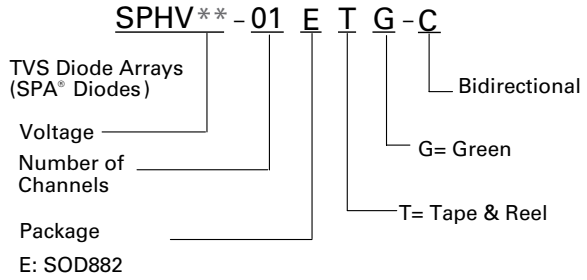 SPHV** – 01 E T G – C
TVS Diode Arrays
(SPA® Diodes)
Bidirectional
Voltage
G= Green
Number of
Channels
T= Tape & Reel
Package
E: SOD882